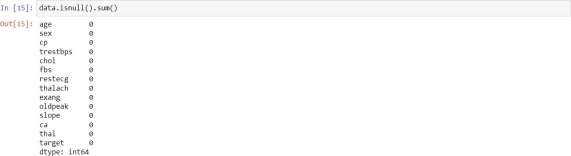 In [15]: data.isnull().sum()
Out[15]: age 0
sex 0
cp 0
trestbps 0
chol 0
fbs 0
restecg 0
thalach 0
exang 0
oldpeak 0
slope 0
ca 0
thal 0
target 0
dtype: int64